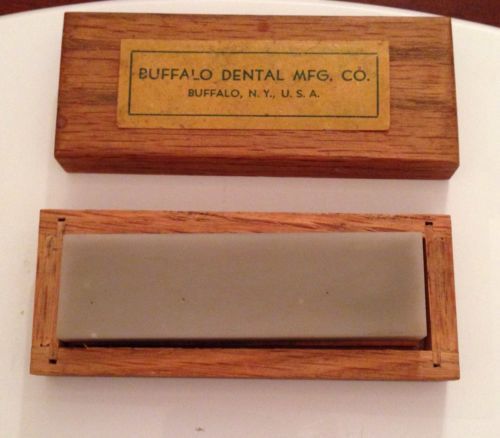 BUFFALO DENTAL MFG. CO.
BUFFALO, N. Y., U. S. A.